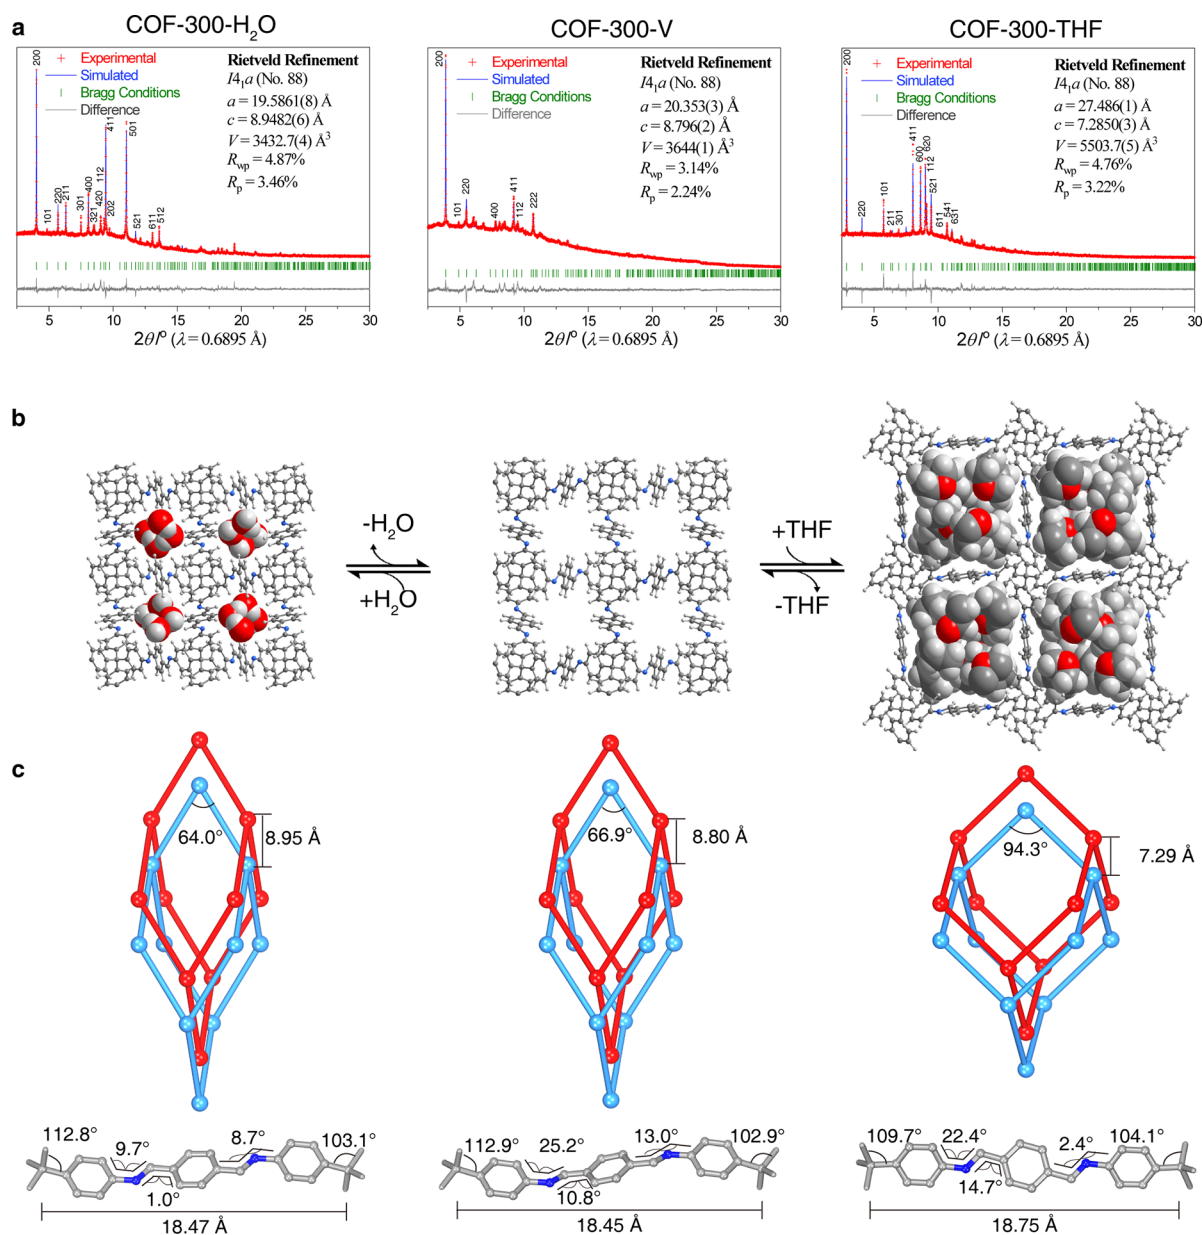 a
COF-300-H₂O
COF-300-V
COF-300-THF
200
Experimental
Simulated
Bragg Conditions
Difference
Rietveld Refinement
I4₁a (No. 88)
a = 19.5861(8) Å
c = 8.9482(6) Å
V = 3432.7(4) Å³
Rwp = 4.87%
Rp = 3.46%
101
220
211
301
400
321
420
112
411
202
501
521
611
512
2.5 5 10 15 20 25 30
2θ/° (λ = 0.6895 Å)
200
Experimental
Simulated
Bragg Conditions
Difference
Rietveld Refinement
I4₁a (No. 88)
a = 20.353(3) Å
c = 8.796(2) Å
V = 3644(1) Å³
Rwp = 3.14%
Rp = 2.24%
101
220
400
411
112
222
5 10 15 20 25 30
2θ/° (λ = 0.6895 Å)
200
Experimental
Simulated
Bragg Conditions
Difference
Rietveld Refinement
I4₁a (No. 88)
a = 27.486(1) Å
c = 7.2850(3) Å
V = 5503.7(5) Å³
Rwp = 4.76%
Rp = 3.22%
220
101
211
301
411
600
620
112
521
611
541
631
5 10 15 20 25 30
2θ/° (λ = 0.6895 Å)
b
-H₂O
+H₂O
+THF
-THF
c
64.0°
8.95 Å
66.9°
8.80 Å
94.3°
7.29 Å
112.8°
9.7°
8.7°
103.1°
1.0°
18.47 Å
112.9°
25.2°
13.0°
102.9°
10.8°
18.45 Å
109.7°
22.4°
2.4°
104.1°
14.7°
18.75 Å